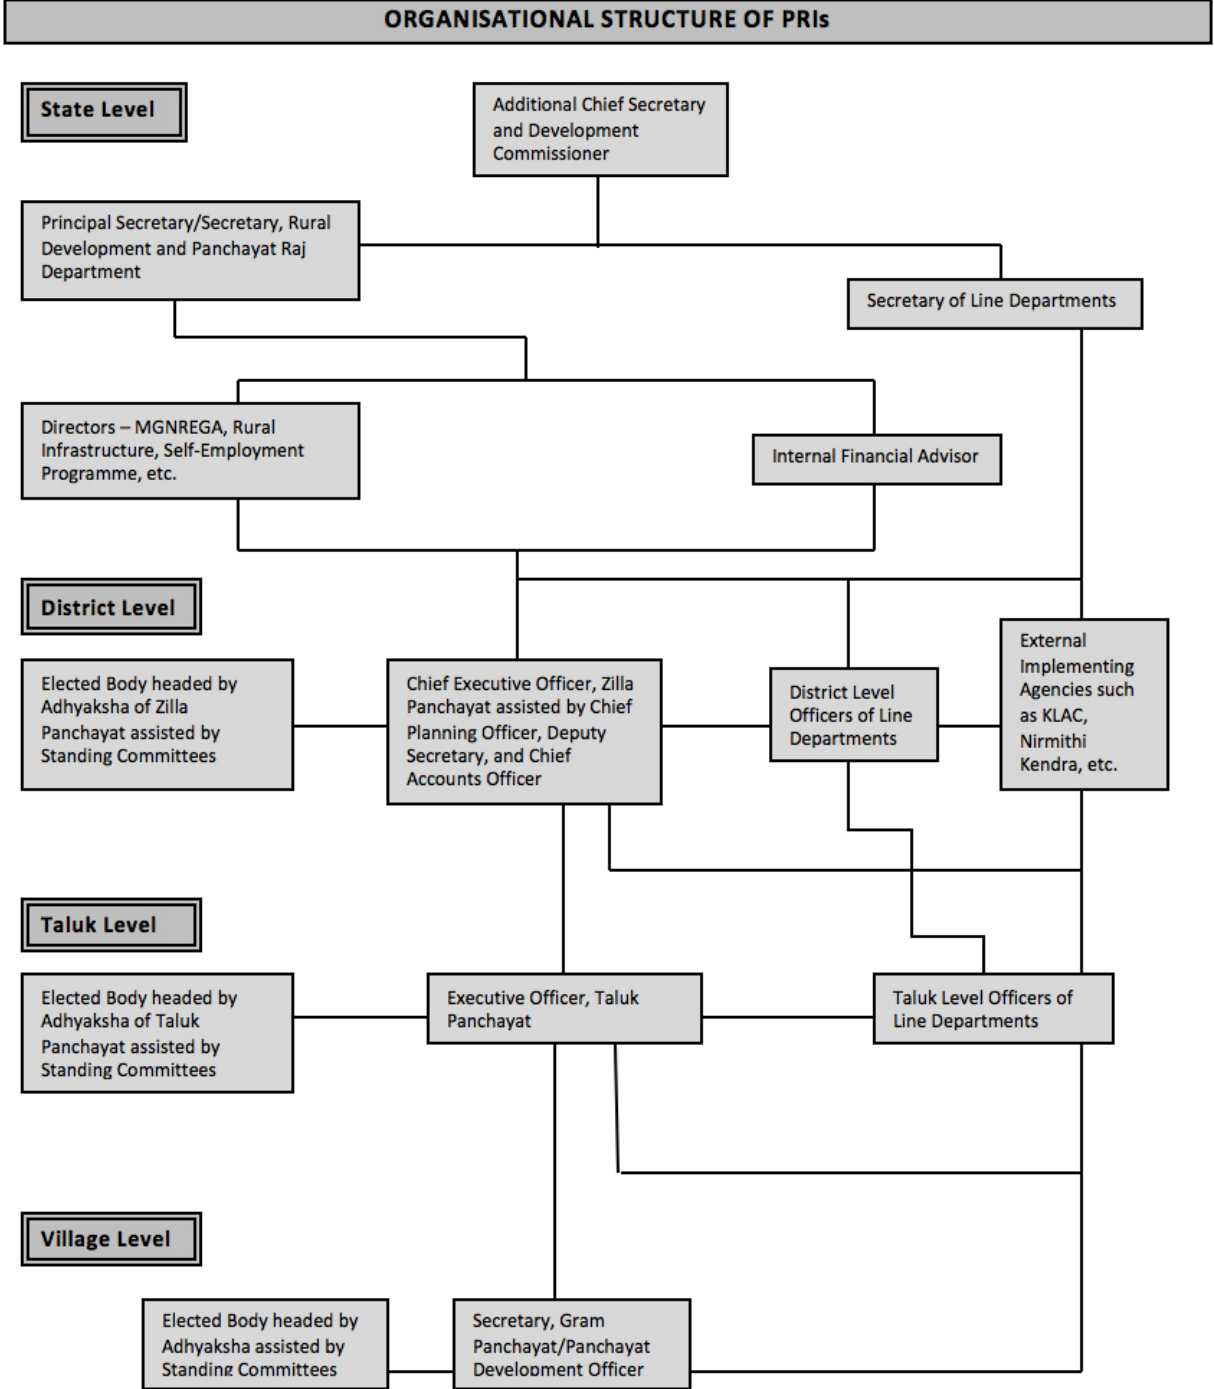 ORGANISATIONAL STRUCTURE OF PRIs
State Level
Additional Chief Secretary
and Development
Commissioner
Principal Secretary/Secretary, Rural
Development and Panchayat Raj
Department
Secretary of Line Departments
Directors – MGNREGA, Rural
Infrastructure, Self-Employment
Programme, etc.
Internal Financial Advisor
District Level
Elected Body headed by
Adhyaksha of Zilla
Panchayat assisted by
Standing Committees
Chief Executive Officer, Zilla
Panchayat assisted by Chief
Planning Officer, Deputy
Secretary, and Chief
Accounts Officer
District Level
Officers of Line
Departments
External
Implementing
Agencies such
as KLAC,
Nirmithi
Kendra, etc.
Taluk Level
Elected Body headed by
Adhyaksha of Taluk
Panchayat assisted by
Standing Committees
Executive Officer, Taluk
Panchayat
Taluk Level Officers of
Line Departments
Village Level
Elected Body headed by
Adhyaksha assisted by
Standing Committees
Secretary, Gram
Panchayat/Panchayat
Development Officer